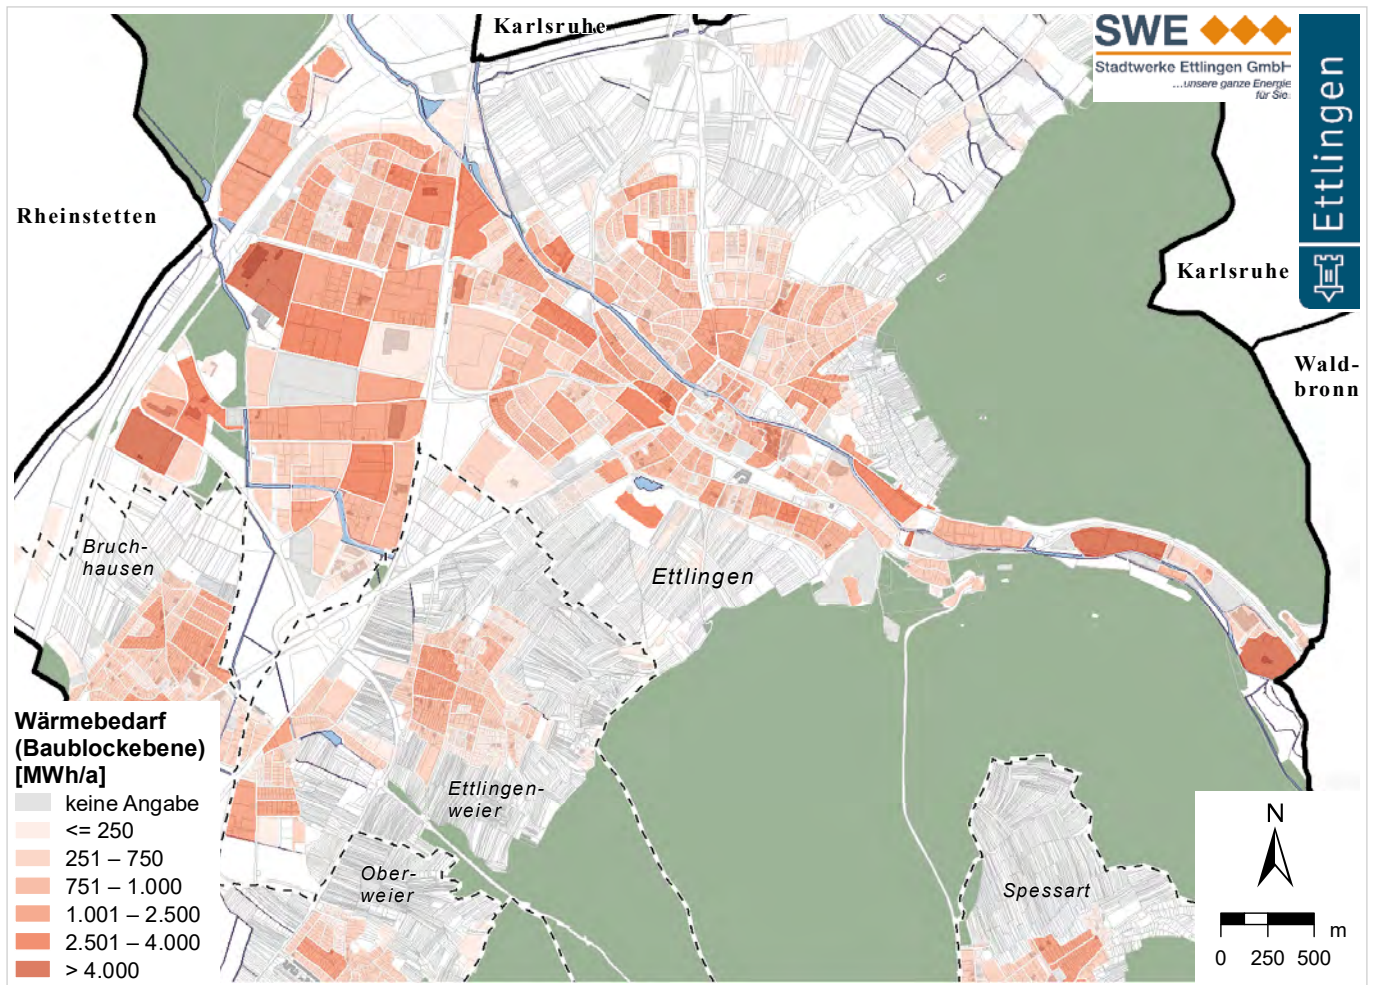 Karlsruhe
SWE
Stadtwerke Ettlingen GmbH
...unsere ganze Energie
für Sie.
Ettlingen
Rheinstetten
Karlsruhe
Wald-
bronn
Bruch-
hausen
Ettlingen
Ettlingen-
weier
Ober-
weier
Spessart
Wärmebedarf
(Baublockebene)
[MWh/a]
keine Angabe
<= 250
251 – 750
751 – 1.000
1.001 – 2.500
2.501 – 4.000
> 4.000
N
m
0 250 500